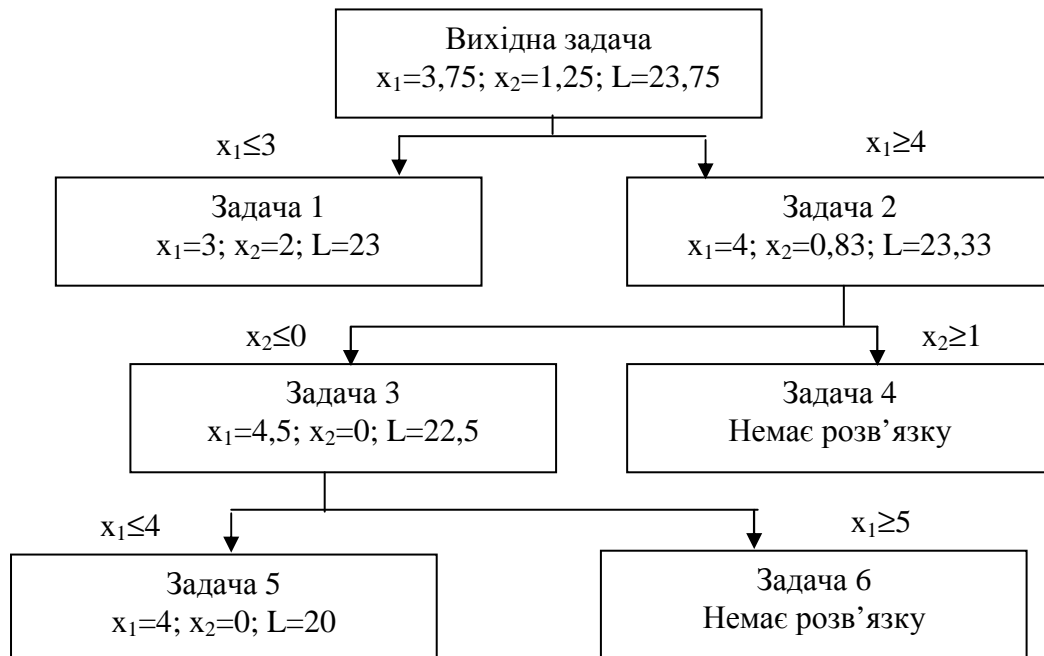 Вихідна задача
x₁=3,75; x₂=1,25; L=23,75
x₁≤3
x₁≥4
Задача 1
x₁=3; x₂=2; L=23
Задача 2
x₁=4; x₂=0,83; L=23,33
x₂≤0
x₂≥1
Задача 3
x₁=4,5; x₂=0; L=22,5
Задача 4
Немає розв’язку
x₁≤4
x₁≥5
Задача 5
x₁=4; x₂=0; L=20
Задача 6
Немає розв’язку